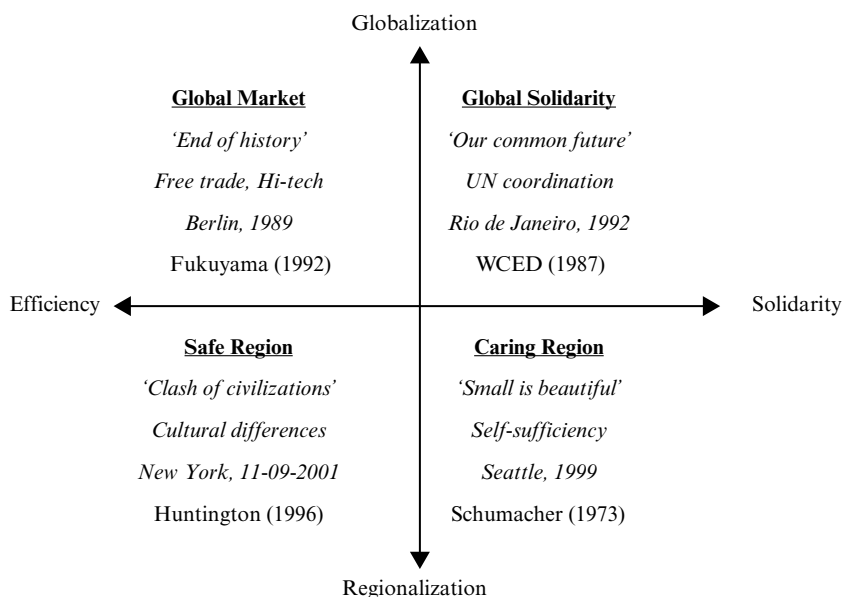 Globalization
Global Market
‘End of history’
Free trade, Hi-tech
Berlin, 1989
Fukuyama (1992)
Global Solidarity
‘Our common future’
UN coordination
Rio de Janeiro, 1992
WCED (1987)
Efficiency
Solidarity
Safe Region
‘Clash of civilizations’
Cultural differences
New York, 11-09-2001
Huntington (1996)
Caring Region
‘Small is beautiful’
Self-sufficiency
Seattle, 1999
Schumacher (1973)
Regionalization